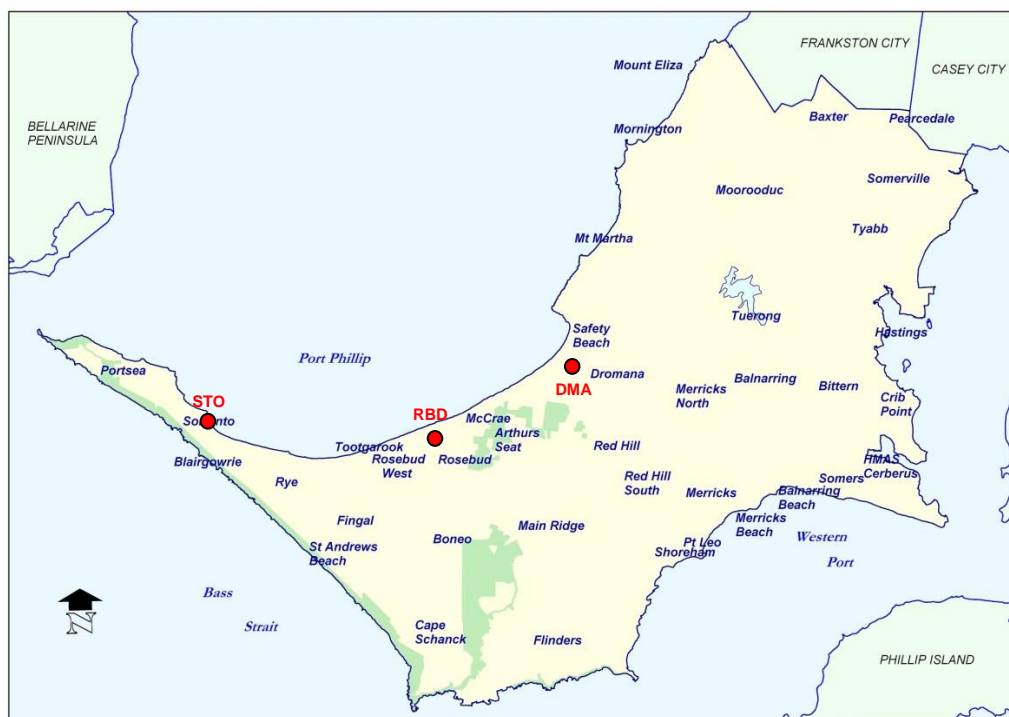 FRANKSTON CITY
Mount Eliza
CASEY CITY
BELLARINE
PENINSULA
Mornington
Baxter
Pearcedale
Moorooduc
Somerville
Tyabb
Mt Martha
Tuerong
Safety
Beach
Hastings
Port Phillip
Portsea
Dromana
DMA
Balnarring
Bittern
Merricks
North
Crib
Point
STO
Sorrento
RBD
McCrae
Arthurs
Seat
Tootgarook
Rosebud
West
Rosebud
Red Hill
Blairgowrie
Rye
Red Hill
South
HMAS
Cerberus
Somers
Merricks
Balnarring
Beach
Fingal
Main Ridge
Merricks
Beach
Western
Port
Boneo
St Andrews
Beach
Pt Leo
Shoreham
Bass
Strait
N
Cape
Schanck
Flinders
PHILLIP ISLAND